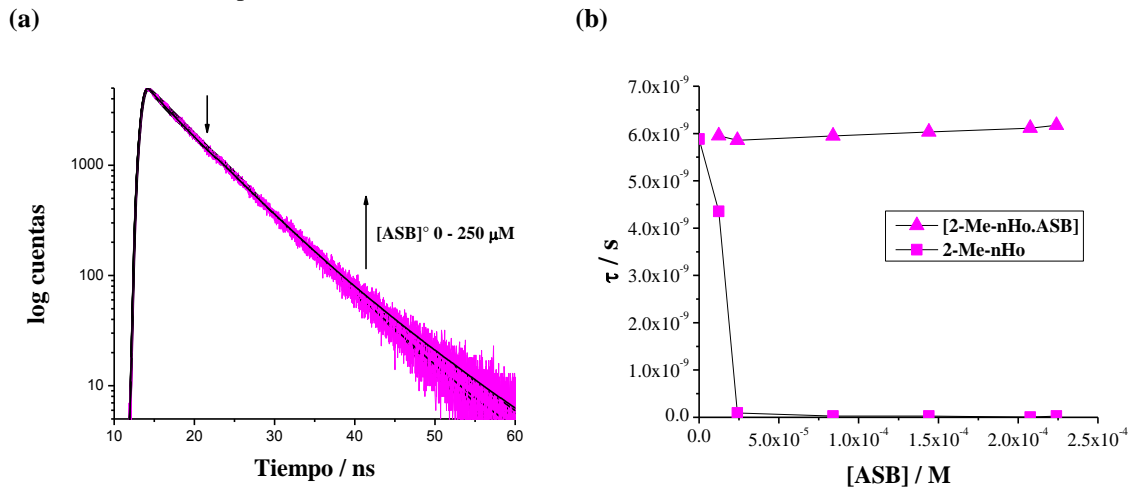 (a)
(b)
log cuentas
1000
100
10
10
20
30
40
50
60
Tiempo / ns
[ASB]° 0 - 250 μM
τ / s
7.0x10⁻⁹
6.0x10⁻⁹
5.0x10⁻⁹
4.0x10⁻⁹
3.0x10⁻⁹
2.0x10⁻⁹
1.0x10⁻⁹
0.0
[2-Me-nHo.ASB]
2-Me-nHo
0.0
5.0x10⁻⁵
1.0x10⁻⁴
1.5x10⁻⁴
2.0x10⁻⁴
2.5x10⁻⁴
[ASB] / M